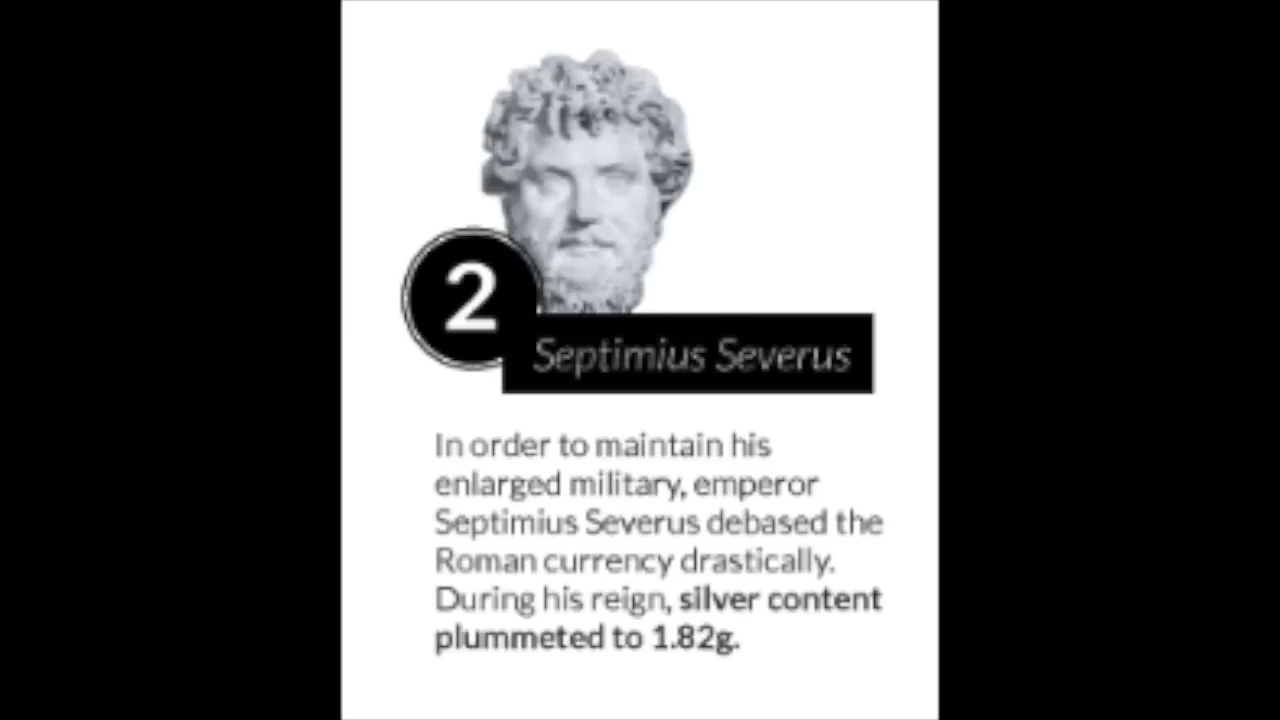 2
Septimius Severus
In order to maintain his
enlarged military, emperor
Septimius Severus debased the
Roman currency drastically.
During his reign, silver content
plummeted to 1.82g.